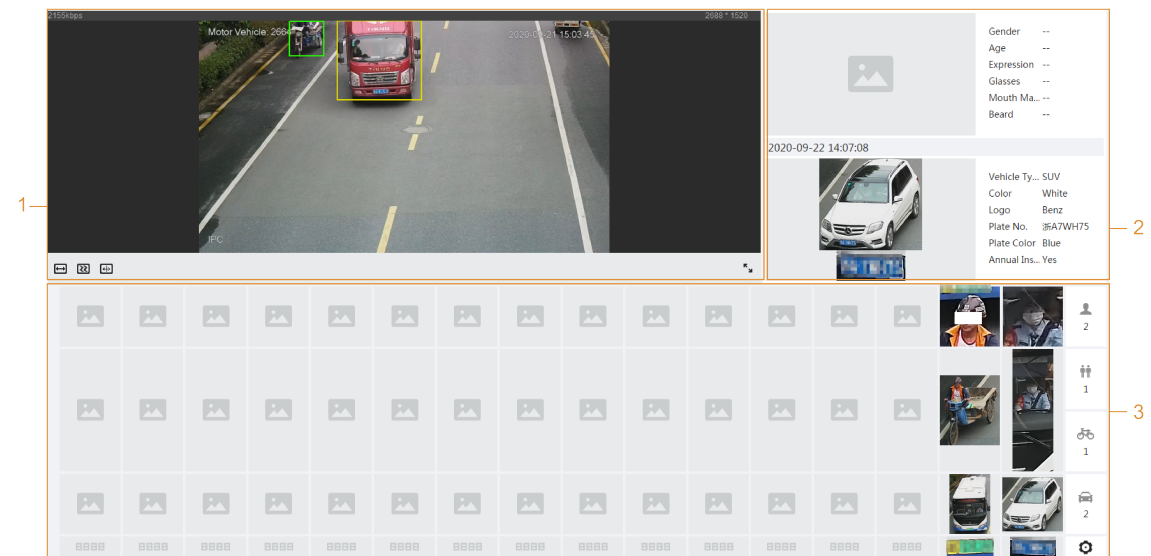 2155kbps
2688 * 1520
Motor Vehicle: 2664
2020-09-21 15:03:45
IPC
1
Gender --
Age --
Expression --
Glasses --
Mouth Ma... --
Beard --
2020-09-22 14:07:08
Vehicle Ty... SUV
Color White
Logo Benz
Plate No. 浙A7WH75
Plate Color Blue
Annual Ins... Yes
2
2
1
1
2
3